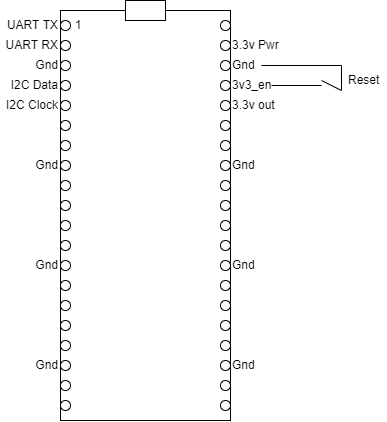 UART TX 1
UART RX 3.3v Pwr
Gnd Gnd
I2C Data 3v3_en Reset
I2C Clock 3.3v out
Gnd Gnd
Gnd Gnd
Gnd Gnd